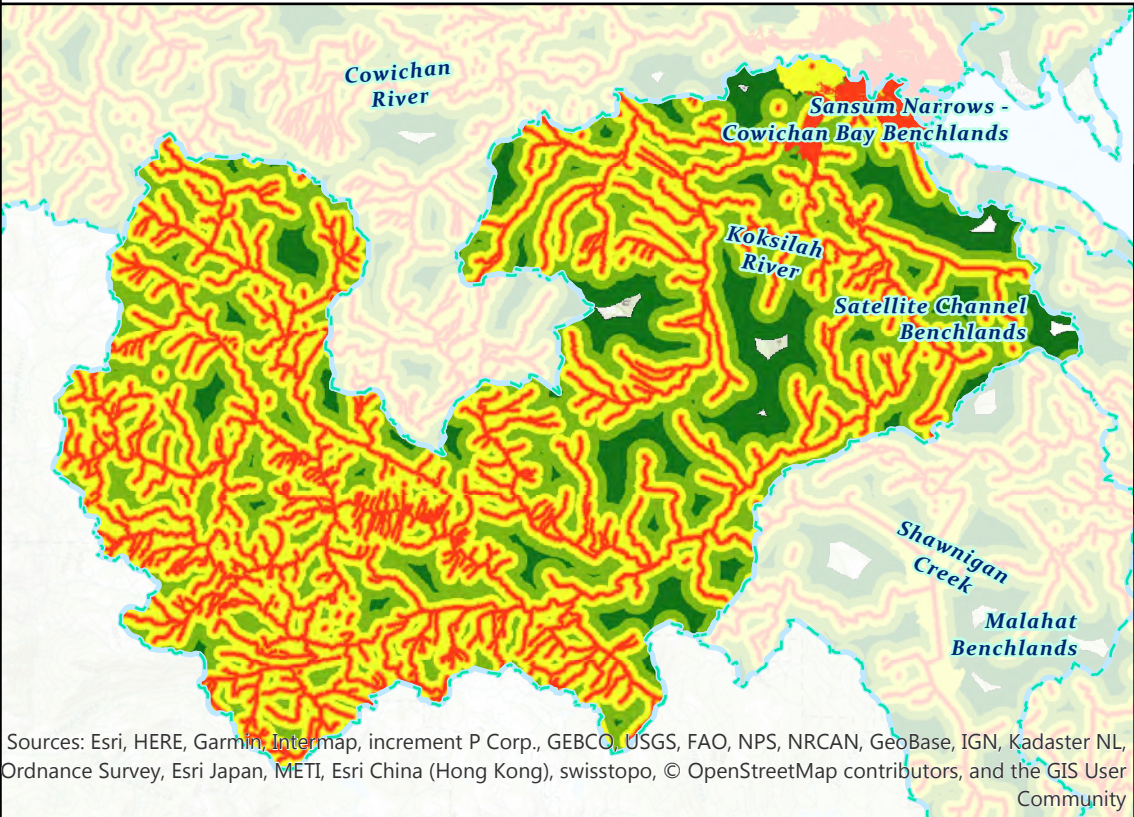 Cowichan
River
Sansum Narrows -
Cowichan Bay Benchlands
Koksilah
River
Satellite Channel
Benchlands
Shawnigan
Creek
Malahat
Benchlands
Sources: Esri, HERE, Garmin, Intermap, increment P Corp., GEBCO, USGS, FAO, NPS, NRCAN, GeoBase, IGN, Kadaster NL,
Ordnance Survey, Esri Japan, METI, Esri China (Hong Kong), swisstopo, © OpenStreetMap contributors, and the GIS User
Community